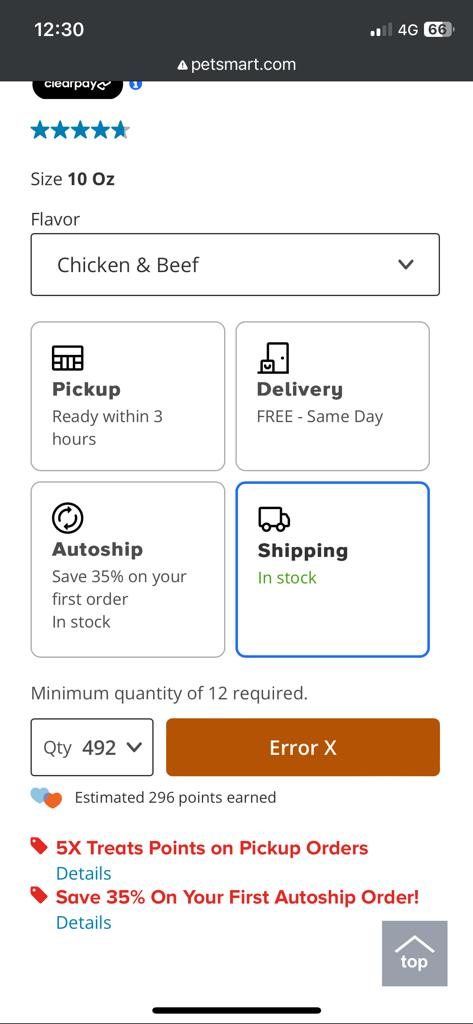 12:30
4G 66
petsmart.com
clearpay
Size 10 Oz
Flavor
Chicken & Beef
Pickup
Ready within 3
hours
Delivery
FREE - Same Day
Autoship
Save 35% on your
first order
In stock
Shipping
In stock
Minimum quantity of 12 required.
Qty 492
Error X
Estimated 296 points earned
5X Treats Points on Pickup Orders
Details
Save 35% On Your First Autoship Order!
Details
top